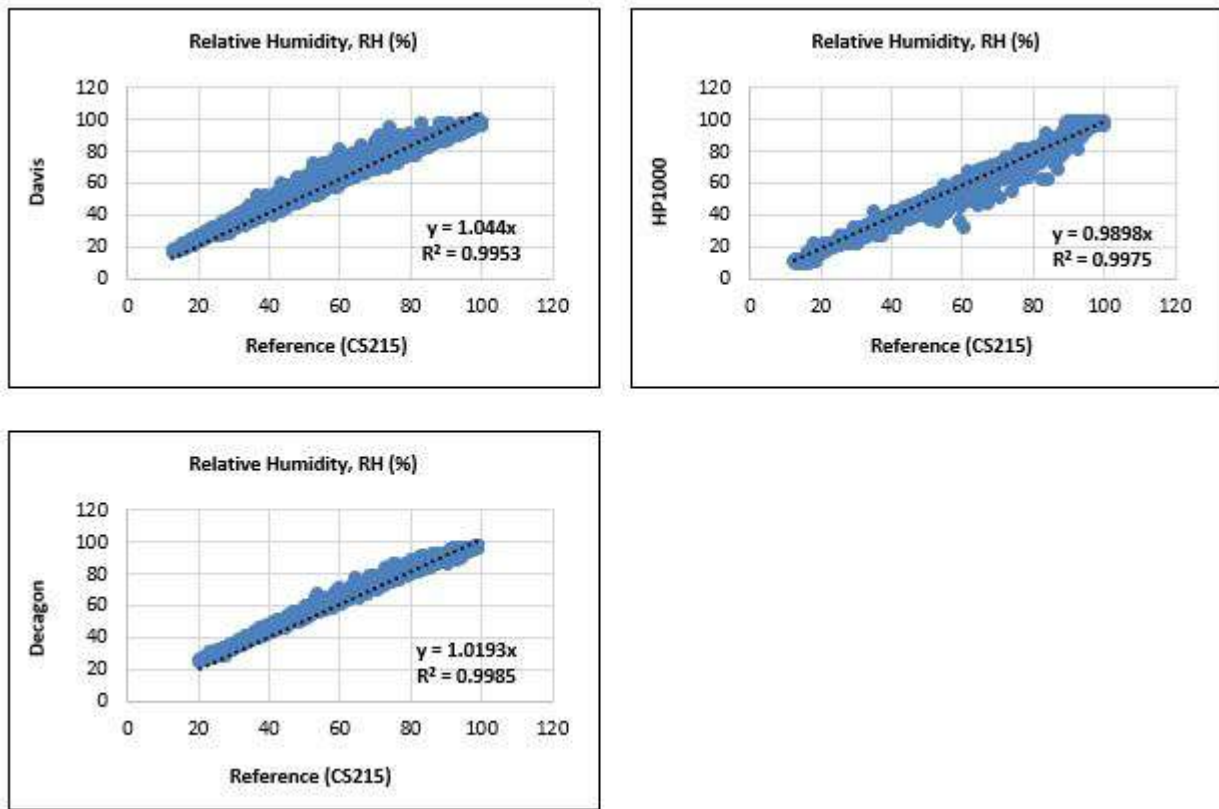 Relative Humidity, RH (%)
120
100
80
60
40
20
0
Davis
y = 1.044x
R² = 0.9953
0 20 40 60 80 100 120
Reference (CS215)
Relative Humidity, RH (%)
120
100
80
60
40
20
0
HP1000
y = 0.9898x
R² = 0.9975
0 20 40 60 80 100 120
Reference (CS215)
Relative Humidity, RH (%)
120
100
80
60
40
20
0
Decagon
y = 1.0193x
R² = 0.9985
0 20 40 60 80 100 120
Reference (CS215)